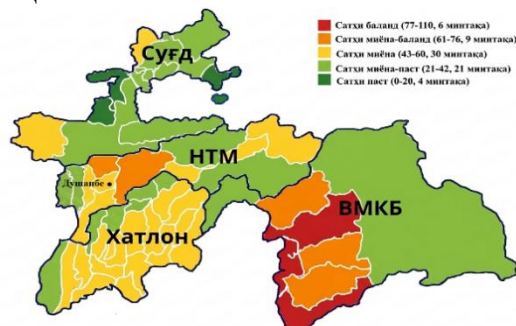 Суғд
Сатҳи баланд (77-110, 6 минтақа)
Сатҳи миёна-баланд (61-76, 9 минтақа)
Сатҳи миёна (43-60, 30 минтақа)
Сатҳи миёна-паст (21-42, 21 минтақа)
Сатҳи паст (0-20, 4 минтақа)
НТМ
Душанбе
ВМКБ
Хатлон